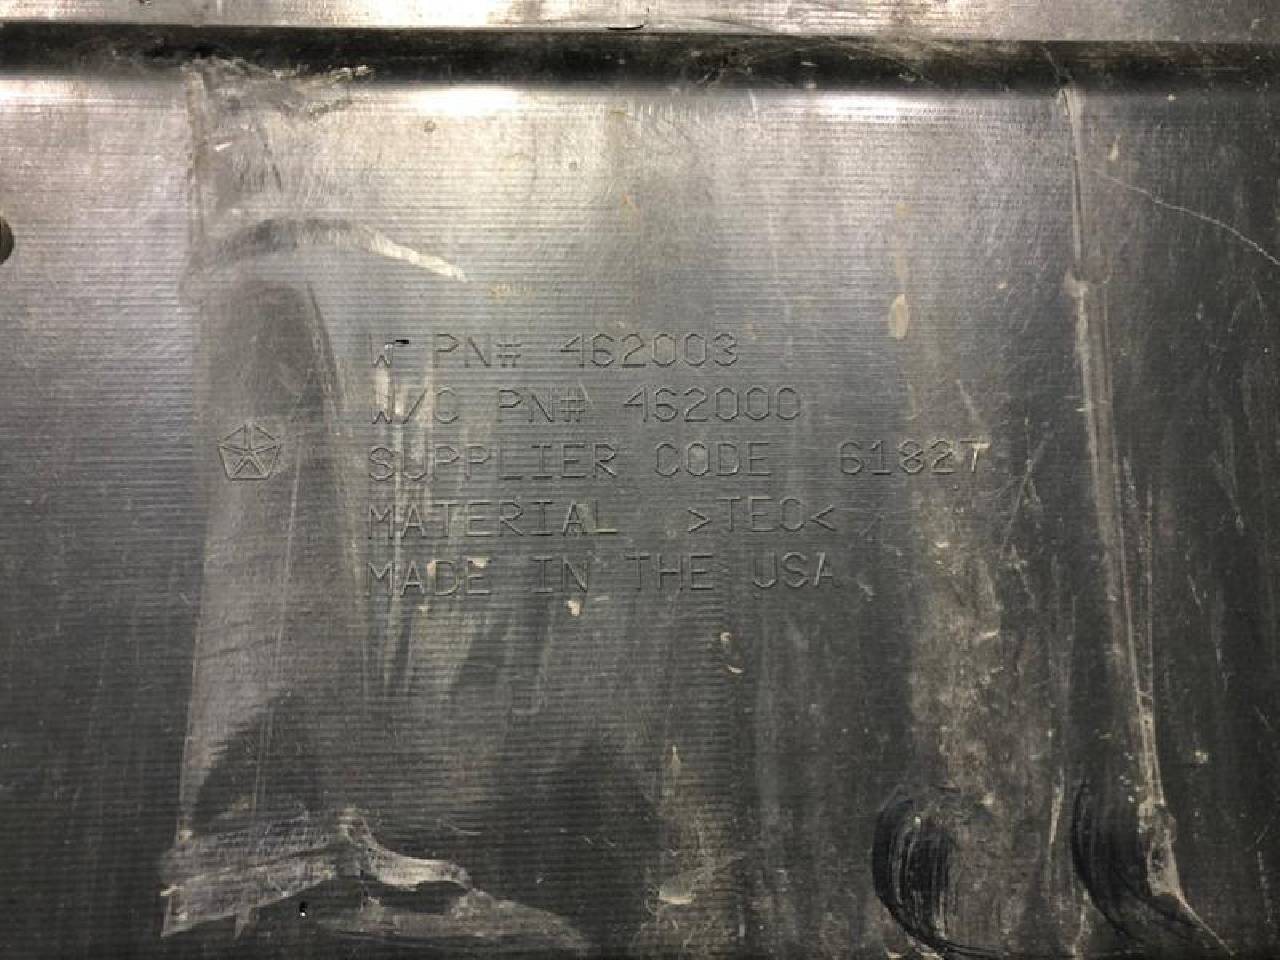 W PN# 462003
W/O PN# 462000
SUPPLIER CODE 61827
MATERIAL >TEO<
MADE IN THE USA